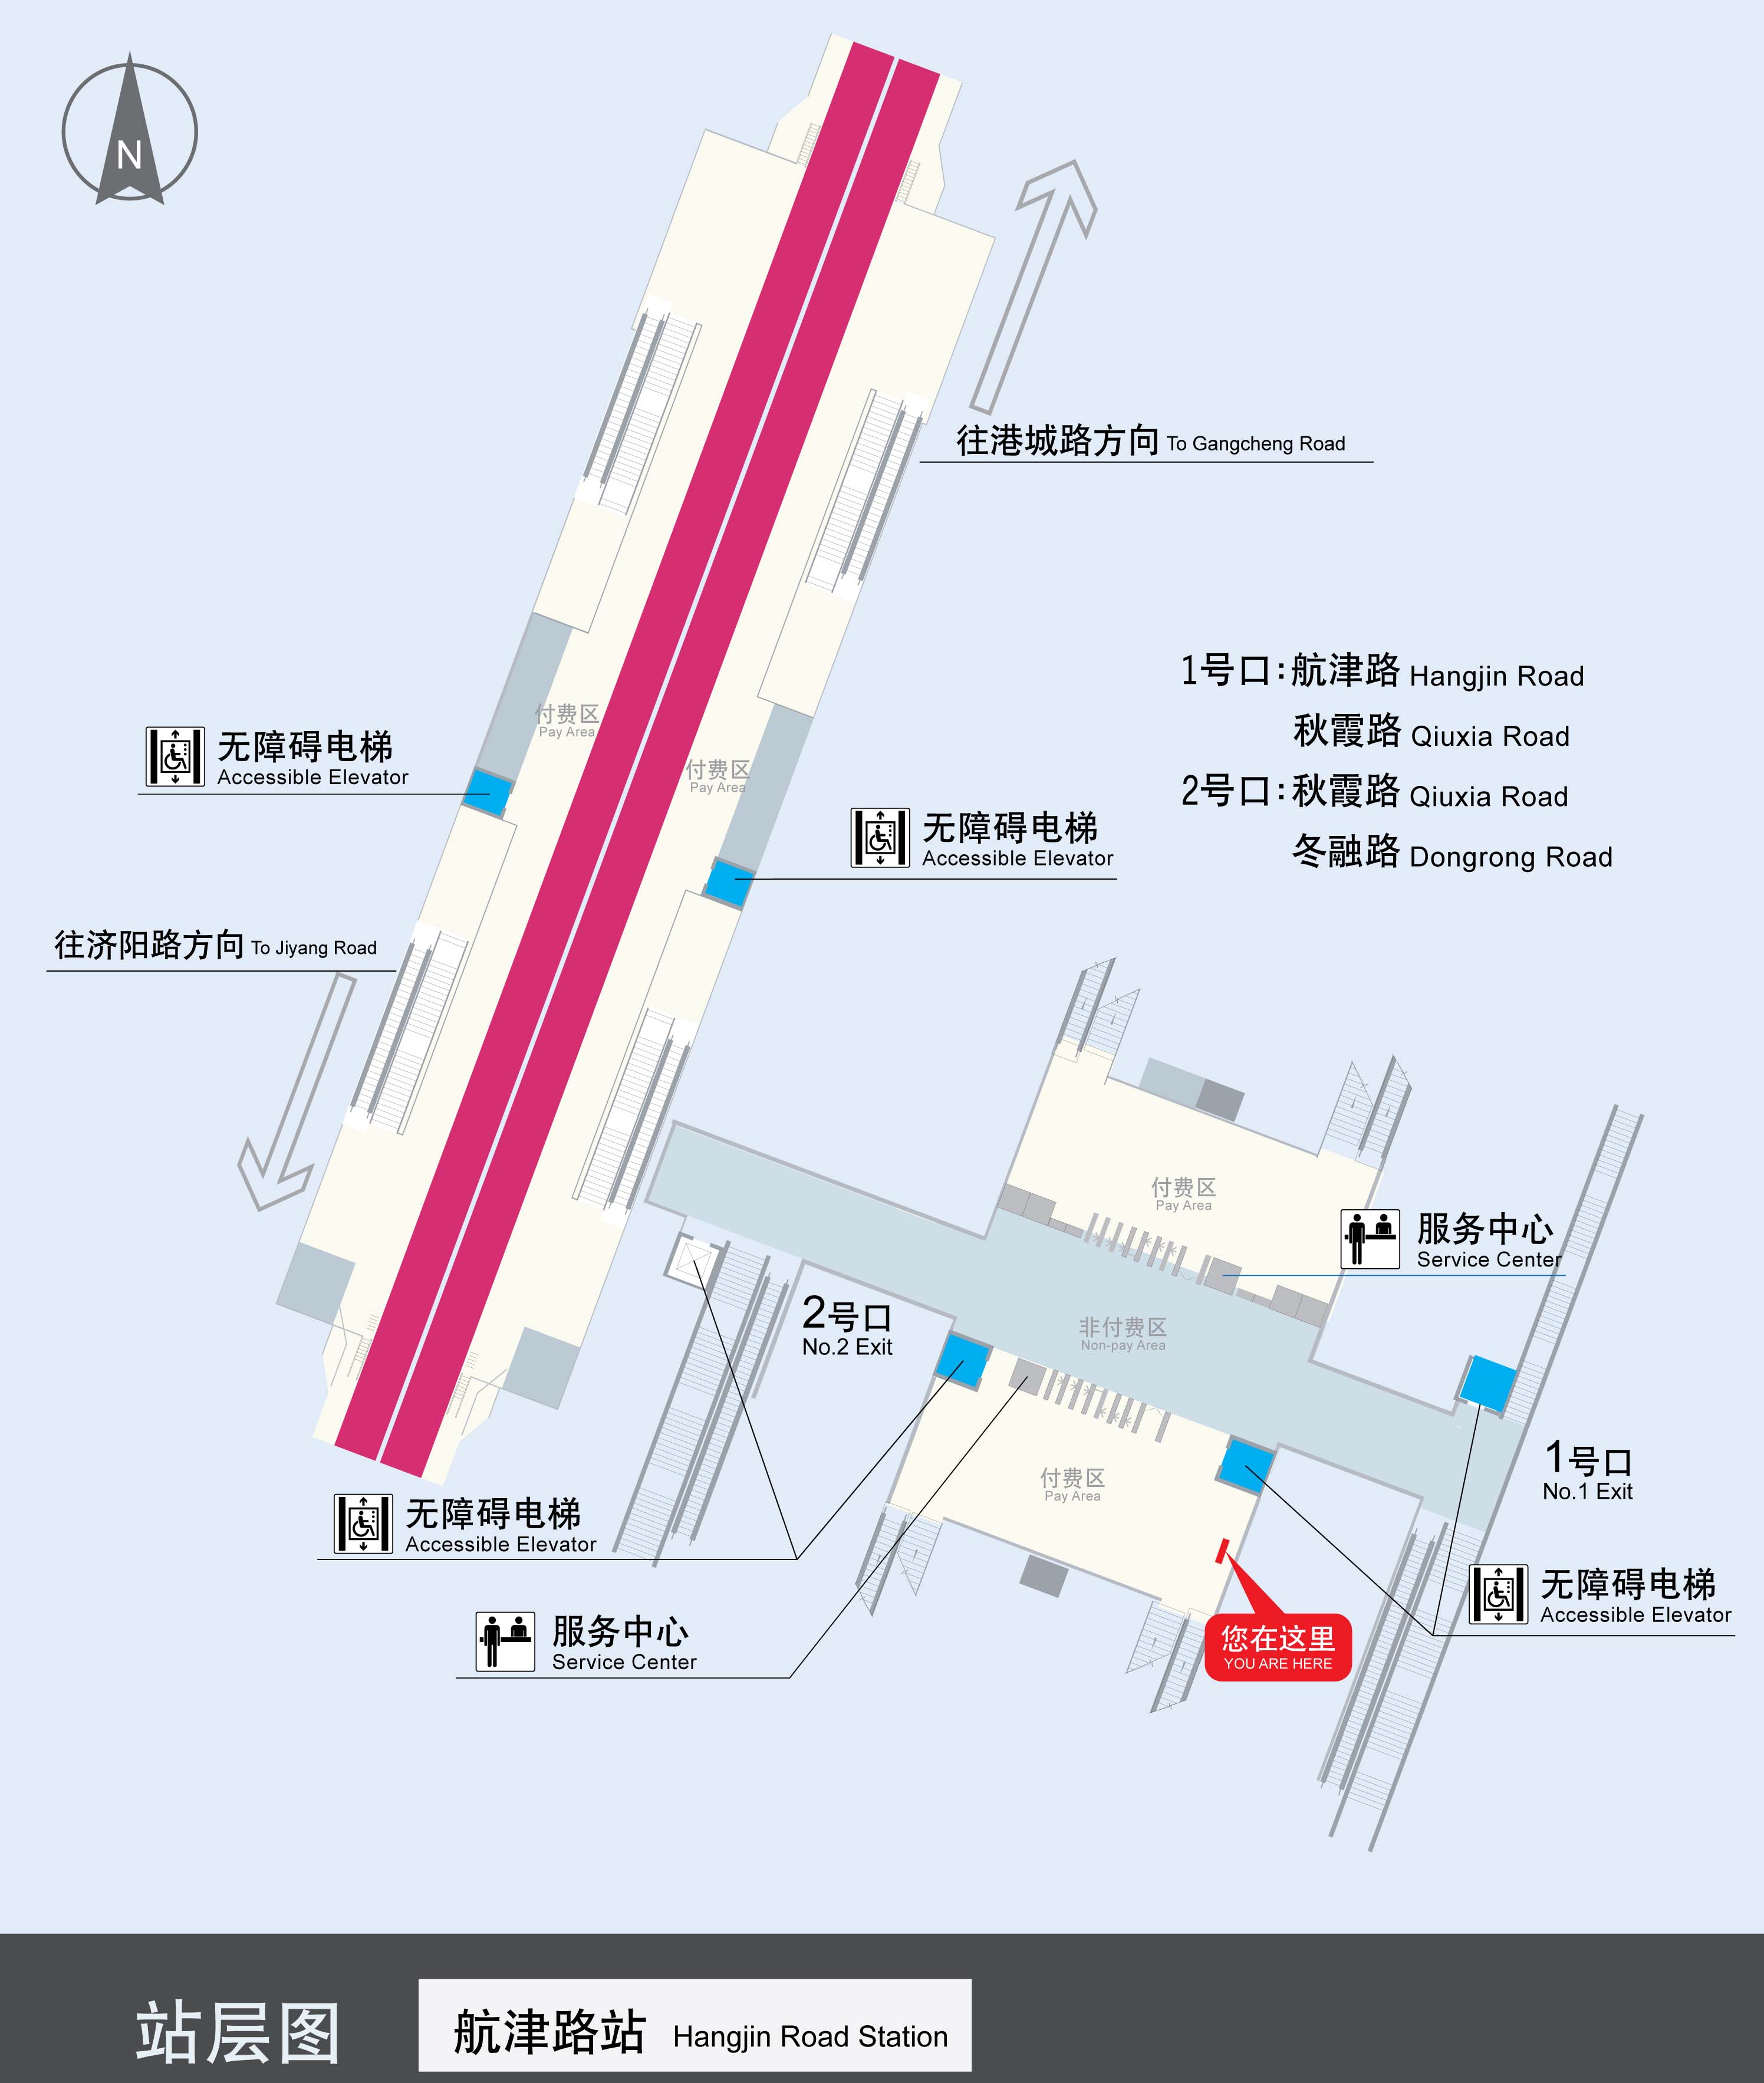 N
往港城路方向 To Gangcheng Road
1号口：航津路 Hangjin Road
秋霞路 Qiuxia Road
2号口：秋霞路 Qiuxia Road
冬融路 Dongrong Road
付费区
Pay Area
付费区
Pay Area
无障碍电梯
Accessible Elevator
无障碍电梯
Accessible Elevator
往济阳路方向 To Jiyang Road
付费区
Pay Area
服务中心
Service Center
2号口
No.2 Exit
非付费区
Non-pay Area
1号口
No.1 Exit
付费区
Pay Area
无障碍电梯
Accessible Elevator
无障碍电梯
Accessible Elevator
服务中心
Service Center
您在这里
YOU ARE HERE
站层图
航津路站 Hangjin Road Station